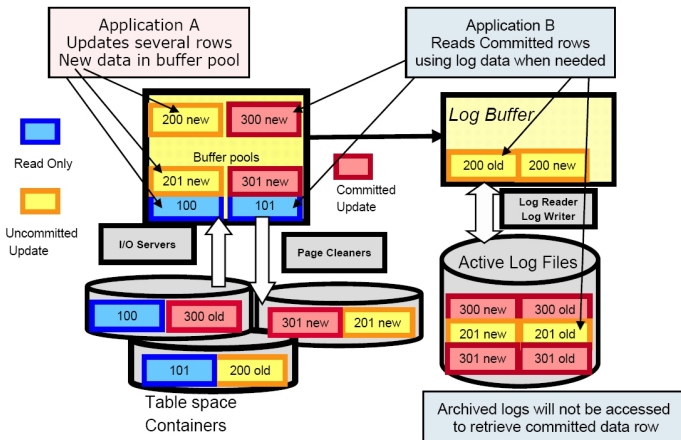 Application A
Updates several rows
New data in buffer pool
Application B
Reads Committed rows
using log data when needed
200 new
300 new
Log Buffer
Read Only
Buffer pools
201 new
301 new
100
101
Committed
Update
200 old
200 new
Uncommitted
Update
I/O Servers
Page Cleaners
Log Reader
Log Writer
Active Log Files
100
300 old
301 new
201 new
101
200 old
300 new
300 old
201 new
201 old
301 new
301 old
Table space
Containers
Archived logs will not be accessed
to retrieve committed data row